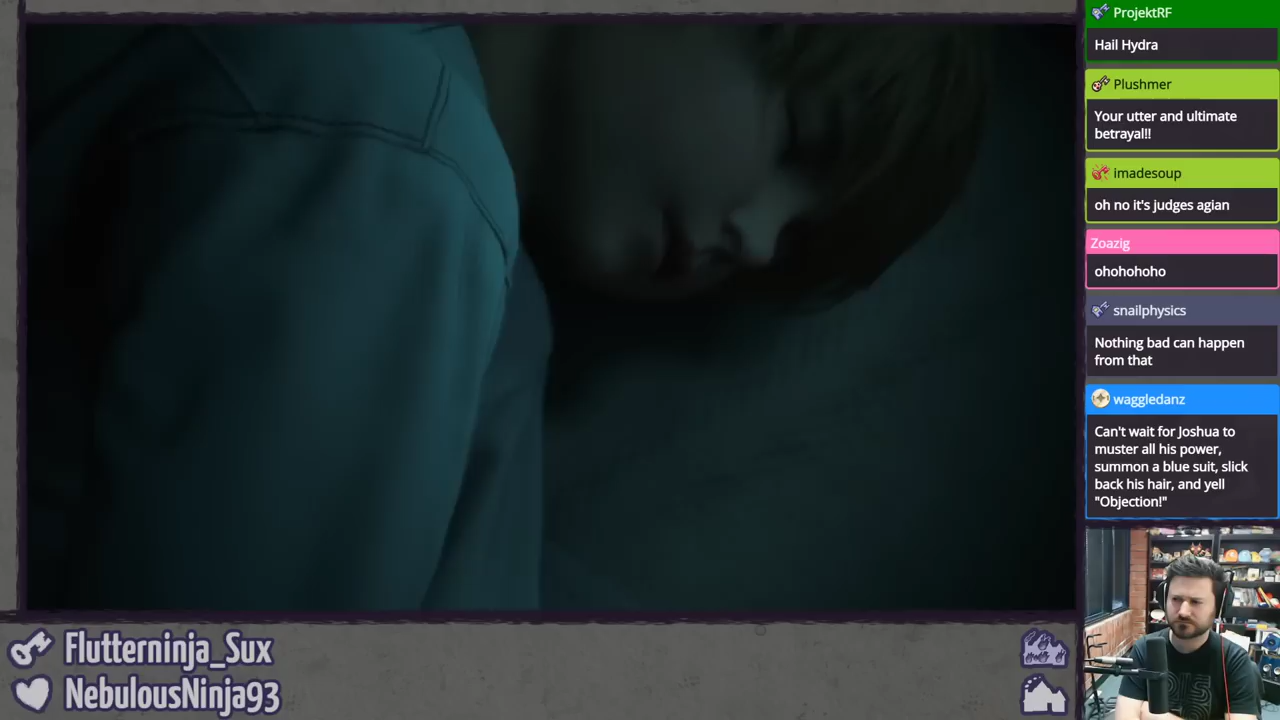 ProjektRF
Hail Hydra
Plushmer
Your utter and ultimate
betrayal!!
imadesoup
oh no it's judges agian
Zoazig
ohohohoho
snailphysics
Nothing bad can happen
from that
waggledanz
Can't wait for Joshua to
muster all his power,
summon a blue suit, slick
back his hair, and yell
"Objection!"
Flutterninja_Sux
NebulousNinja93